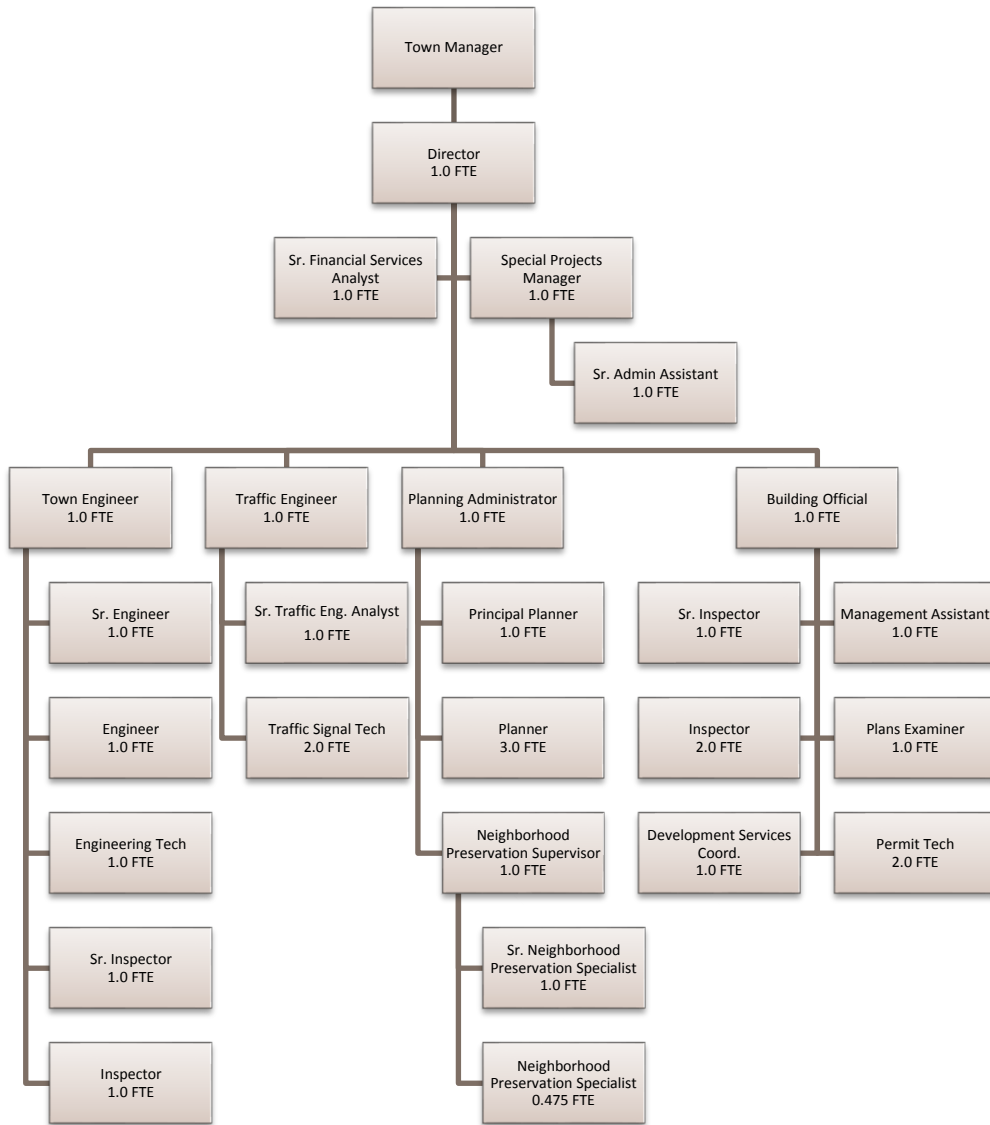 Town Manager
Director
1.0 FTE
Sr. Financial Services
Analyst
1.0 FTE
Special Projects
Manager
1.0 FTE
Sr. Admin Assistant
1.0 FTE
Town Engineer
1.0 FTE
Traffic Engineer
1.0 FTE
Planning Administrator
1.0 FTE
Building Official
1.0 FTE
Sr. Engineer
1.0 FTE
Engineer
1.0 FTE
Engineering Tech
1.0 FTE
Sr. Inspector
1.0 FTE
Inspector
1.0 FTE
Sr. Traffic Eng. Analyst
1.0 FTE
Traffic Signal Tech
2.0 FTE
Principal Planner
1.0 FTE
Planner
3.0 FTE
Neighborhood
Preservation Supervisor
1.0 FTE
Sr. Neighborhood
Preservation Specialist
1.0 FTE
Neighborhood
Preservation Specialist
0.475 FTE
Sr. Inspector
1.0 FTE
Management Assistant
1.0 FTE
Inspector
2.0 FTE
Plans Examiner
1.0 FTE
Development Services
Coord.
1.0 FTE
Permit Tech
2.0 FTE